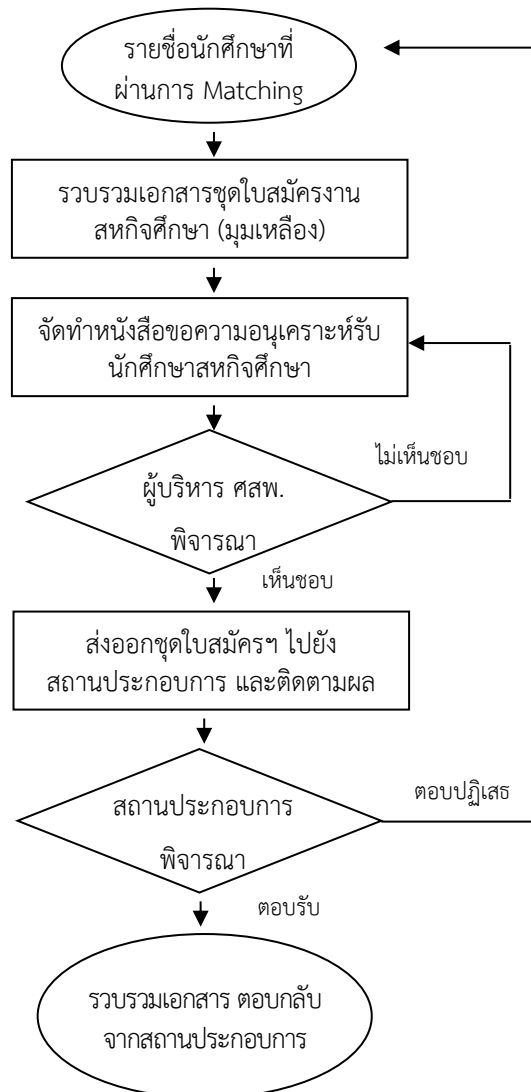 รายชื่อนักศึกษาที่
ผ่านการ Matching
รวบรวมเอกสารชุดใบสมัครงาน
สหกิจศึกษา (มุมเหลือง)
จัดทำหนังสือขอความอนุเคราะห์รับ
นักศึกษาสหกิจศึกษา
ไม่เห็นชอบ
ผู้บริหาร ศสพ.
พิจารณา
เห็นชอบ
ส่งออกชุดใบสมัครฯ ไปยัง
สถานประกอบการ และติดตามผล
ตอบปฏิเสธ
สถานประกอบการ
พิจารณา
ตอบรับ
รวบรวมเอกสาร ตอบกลับ
จากสถานประกอบการ